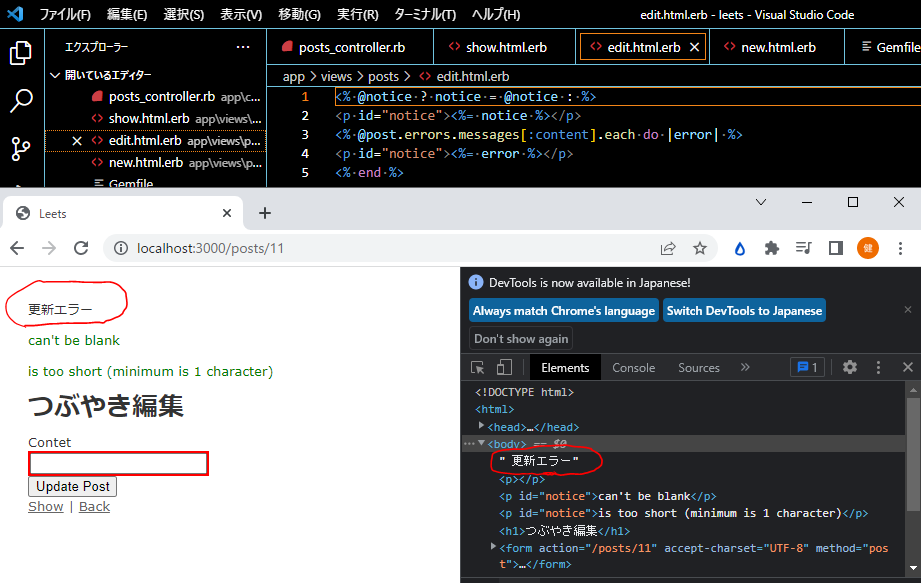 ファイル(F) 編集(E) 選択(S) 表示(V) 移動(G) 実行(R) ターミナル(T) ヘルプ(H) edit.html.erb - leets - Visual Studio Code
エクスプローラー ···
posts_controller.rb <> show.html.erb <> edit.html.erb × <> new.html.erb Gemfile
開いているエディター
posts_controller.rb app\c...
<> show.html.erb app\views\...
× <> edit.html.erb app\views\p...
<> new.html.erb app\views\p...
Gemfile
app > views > posts > <> edit.html.erb
1 <% @notice ? notice = @notice : %>
2 <p id="notice"><%= notice %></p>
3 <% @post.errors.messages[:content].each do |error| %>
4 <p id="notice"><%= error %></p>
5 <% end %>
Leets
localhost:3000/posts/11
健
更新エラー
can't be blank
is too short (minimum is 1 character)
つぶやき編集
Contet
Update Post
Show | Back
DevTools is now available in Japanese!
Always match Chrome's language Switch DevTools to Japanese
Don't show again
Elements Console Sources » 1
<!DOCTYPE html>
<html>
<head>…</head>
<body> == $0
" 更新エラー"
<p></p>
<p id="notice">can't be blank</p>
<p id="notice">is too short (minimum is 1 character)</p>
<h1>つぶやき編集</h1>
<form action="/posts/11" accept-charset="UTF-8" method="pos
t">…</form>